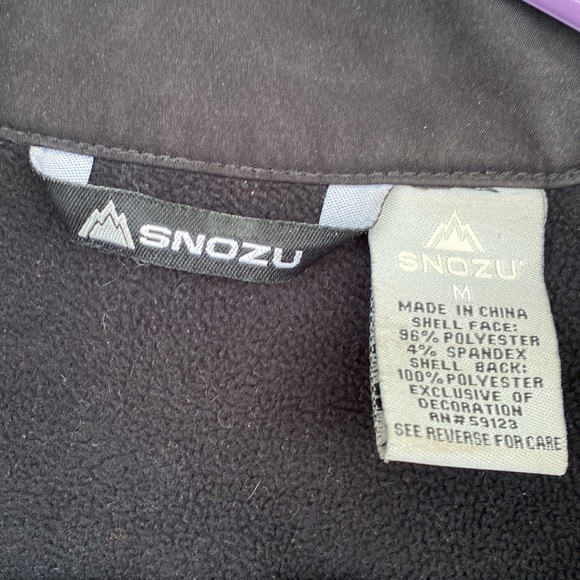 SNOZU
SNOZU
M
MADE IN CHINA
SHELL FACE:
96% POLYESTER
4% SPANDEX
SHELL BACK:
100% POLYESTER
EXCLUSIVE OF
DECORATION
RN# 59123
SEE REVERSE FOR CARE